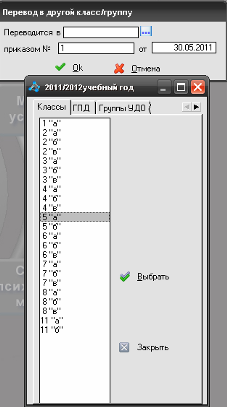 Перевод в другой класс/группу
Переводится в
приказом № 1 от 30.05.2011
Ok Отмена
2011/2012учебный год
Классы ГПД Группы УДО
1 "а"
1 "б"
2 "а"
2 "б"
2 "в"
3 "а"
3 "б"
3 "в"
4 "а"
4 "б"
4 "в"
5 "а"
5 "б"
6 "а"
6 "б"
6 "в"
7 "а"
7 "б"
7 "в"
8 "а"
8 "б"
8 "в"
11 "а"
11 "б"
Выбрать
Закрыть